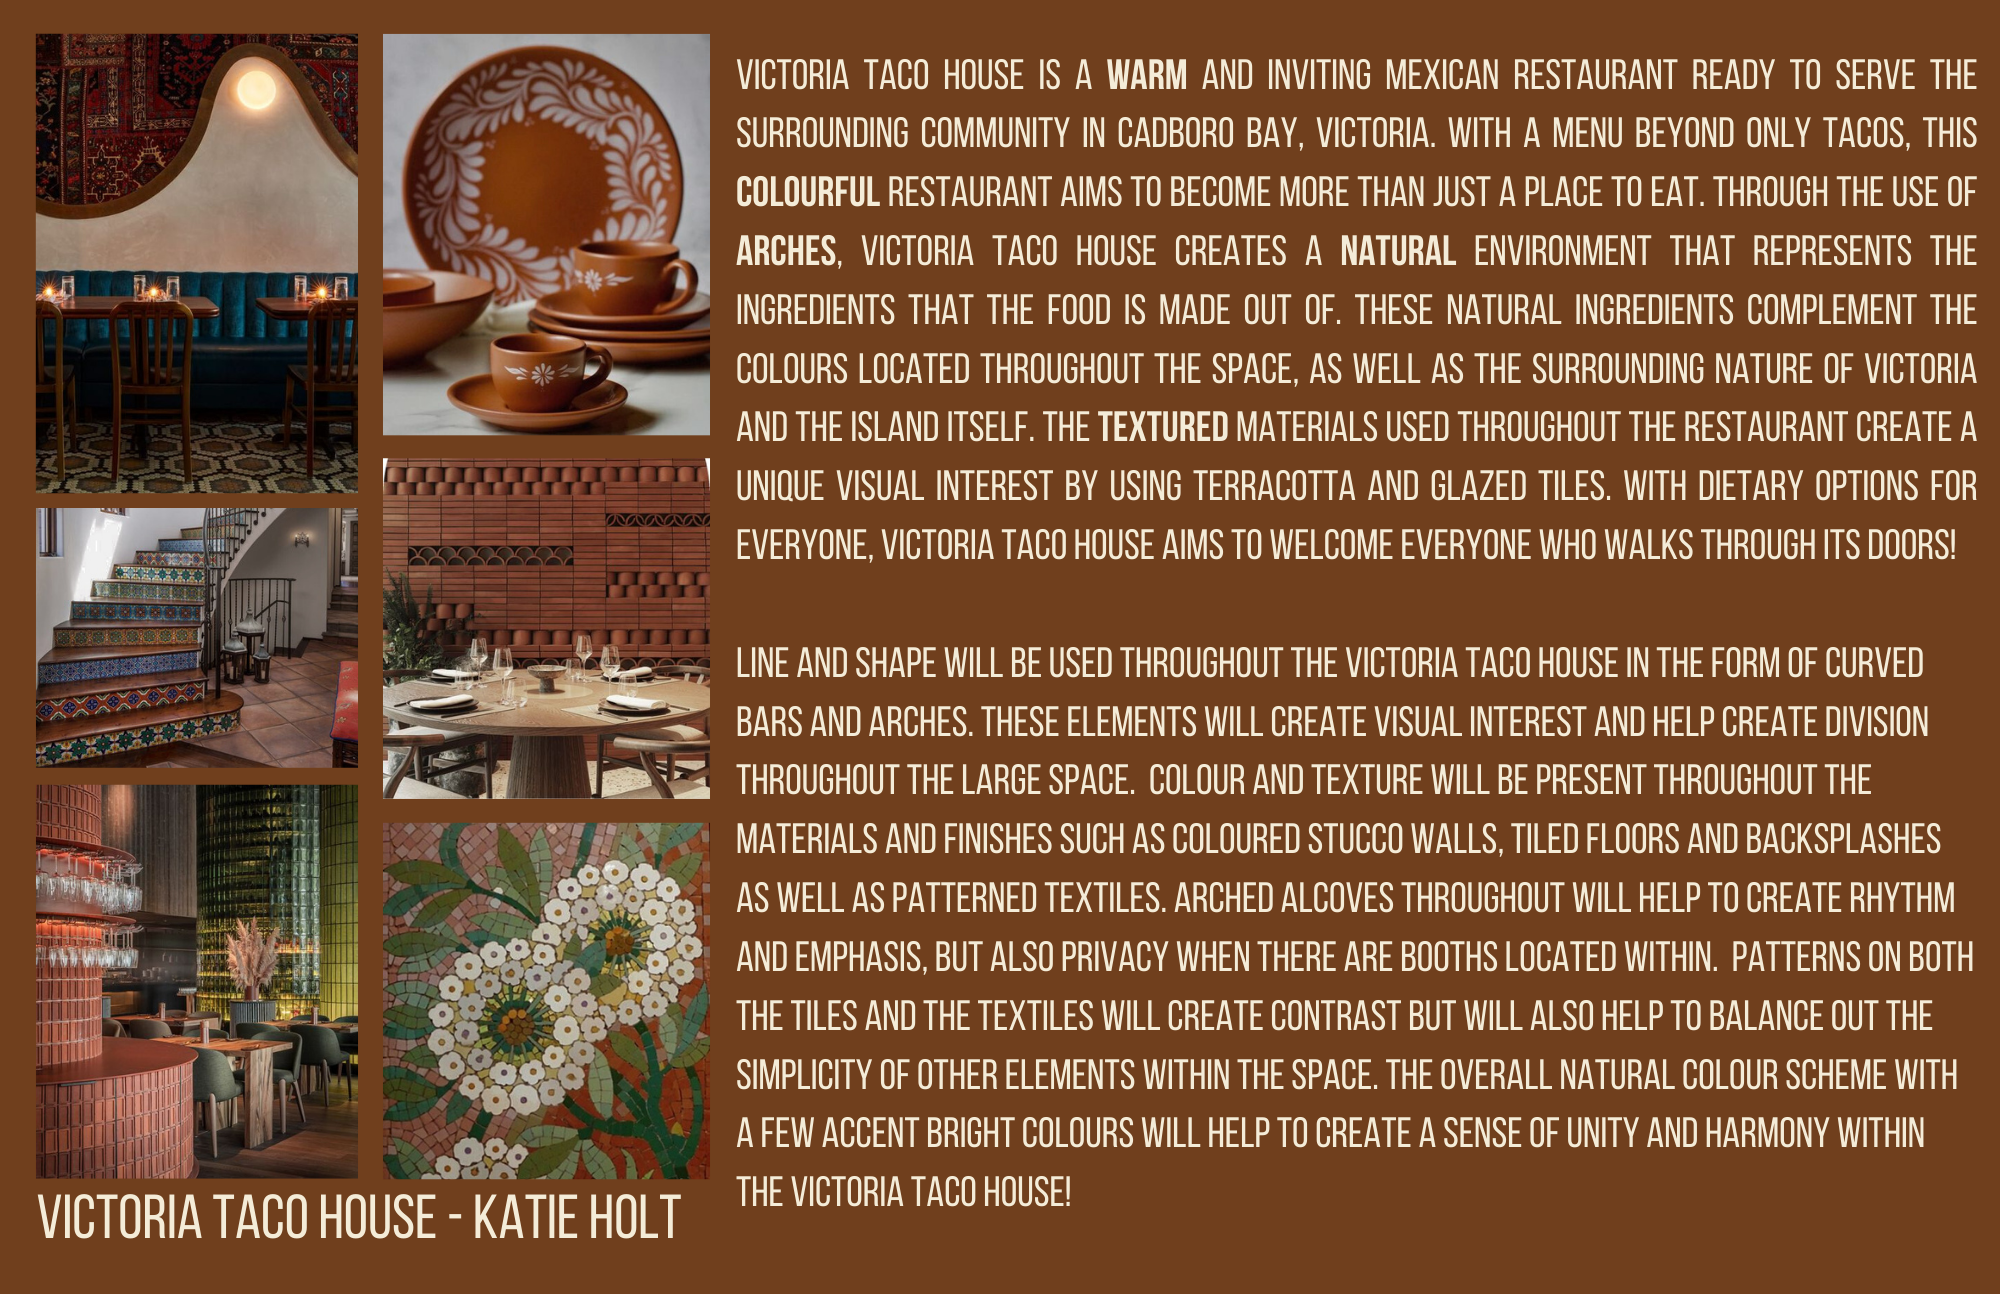 VICTORIA TACO HOUSE IS A WARM AND INVITING MEXICAN RESTAURANT READY TO SERVE THE
SURROUNDING COMMUNITY IN CADBORO BAY, VICTORIA. WITH A MENU BEYOND ONLY TACOS, THIS
COLOURFUL RESTAURANT AIMS TO BECOME MORE THAN JUST A PLACE TO EAT. THROUGH THE USE OF
ARCHES, VICTORIA TACO HOUSE CREATES A NATURAL ENVIRONMENT THAT REPRESENTS THE
INGREDIENTS THAT THE FOOD IS MADE OUT OF. THESE NATURAL INGREDIENTS COMPLEMENT THE
COLOURS LOCATED THROUGHOUT THE SPACE, AS WELL AS THE SURROUNDING NATURE OF VICTORIA
AND THE ISLAND ITSELF. THE TEXTURED MATERIALS USED THROUGHOUT THE RESTAURANT CREATE A
UNIQUE VISUAL INTEREST BY USING TERRACOTTA AND GLAZED TILES. WITH DIETARY OPTIONS FOR
EVERYONE, VICTORIA TACO HOUSE AIMS TO WELCOME EVERYONE WHO WALKS THROUGH ITS DOORS!
LINE AND SHAPE WILL BE USED THROUGHOUT THE VICTORIA TACO HOUSE IN THE FORM OF CURVED
BARS AND ARCHES. THESE ELEMENTS WILL CREATE VISUAL INTEREST AND HELP CREATE DIVISION
THROUGHOUT THE LARGE SPACE. COLOUR AND TEXTURE WILL BE PRESENT THROUGHOUT THE
MATERIALS AND FINISHES SUCH AS COLOURED STUCCO WALLS, TILED FLOORS AND BACKSPLASHES
AS WELL AS PATTERNED TEXTILES. ARCHED ALCOVES THROUGHOUT WILL HELP TO CREATE RHYTHM
AND EMPHASIS, BUT ALSO PRIVACY WHEN THERE ARE BOOTHS LOCATED WITHIN. PATTERNS ON BOTH
THE TILES AND THE TEXTILES WILL CREATE CONTRAST BUT WILL ALSO HELP TO BALANCE OUT THE
SIMPLICITY OF OTHER ELEMENTS WITHIN THE SPACE. THE OVERALL NATURAL COLOUR SCHEME WITH
A FEW ACCENT BRIGHT COLOURS WILL HELP TO CREATE A SENSE OF UNITY AND HARMONY WITHIN
THE VICTORIA TACO HOUSE!
VICTORIA TACO HOUSE - KATIE HOLT